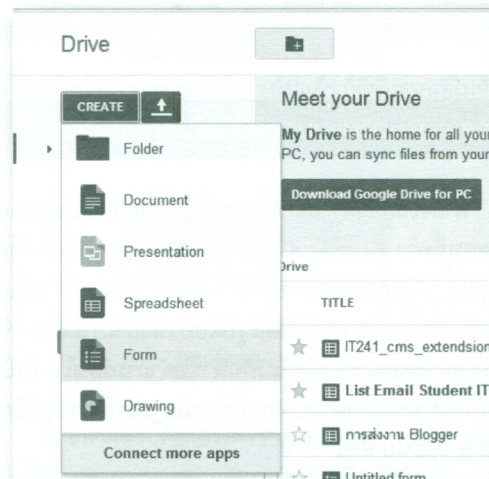 Drive
CREATE
Folder
Document
Presentation
Spreadsheet
Form
Drawing
Connect more apps
Meet your Drive
My Drive is the home for all your
PC, you can sync files from your
Download Google Drive for PC
Drive
TITLE
IT241_cms_extendsion
List Email Student IT
การส่งงาน Blogger
Untitled form